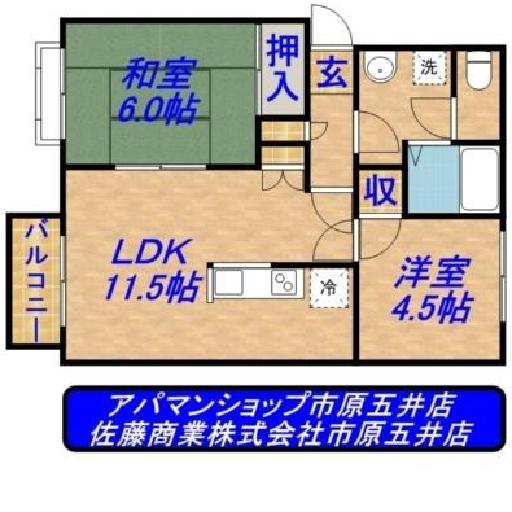 和室
6.0帖
押入
玄
洗
収
バルコニー
LDK
11.5帖
冷
洋室
4.5帖
アパマンショップ市原五井店
佐藤商業株式会社市原五井店